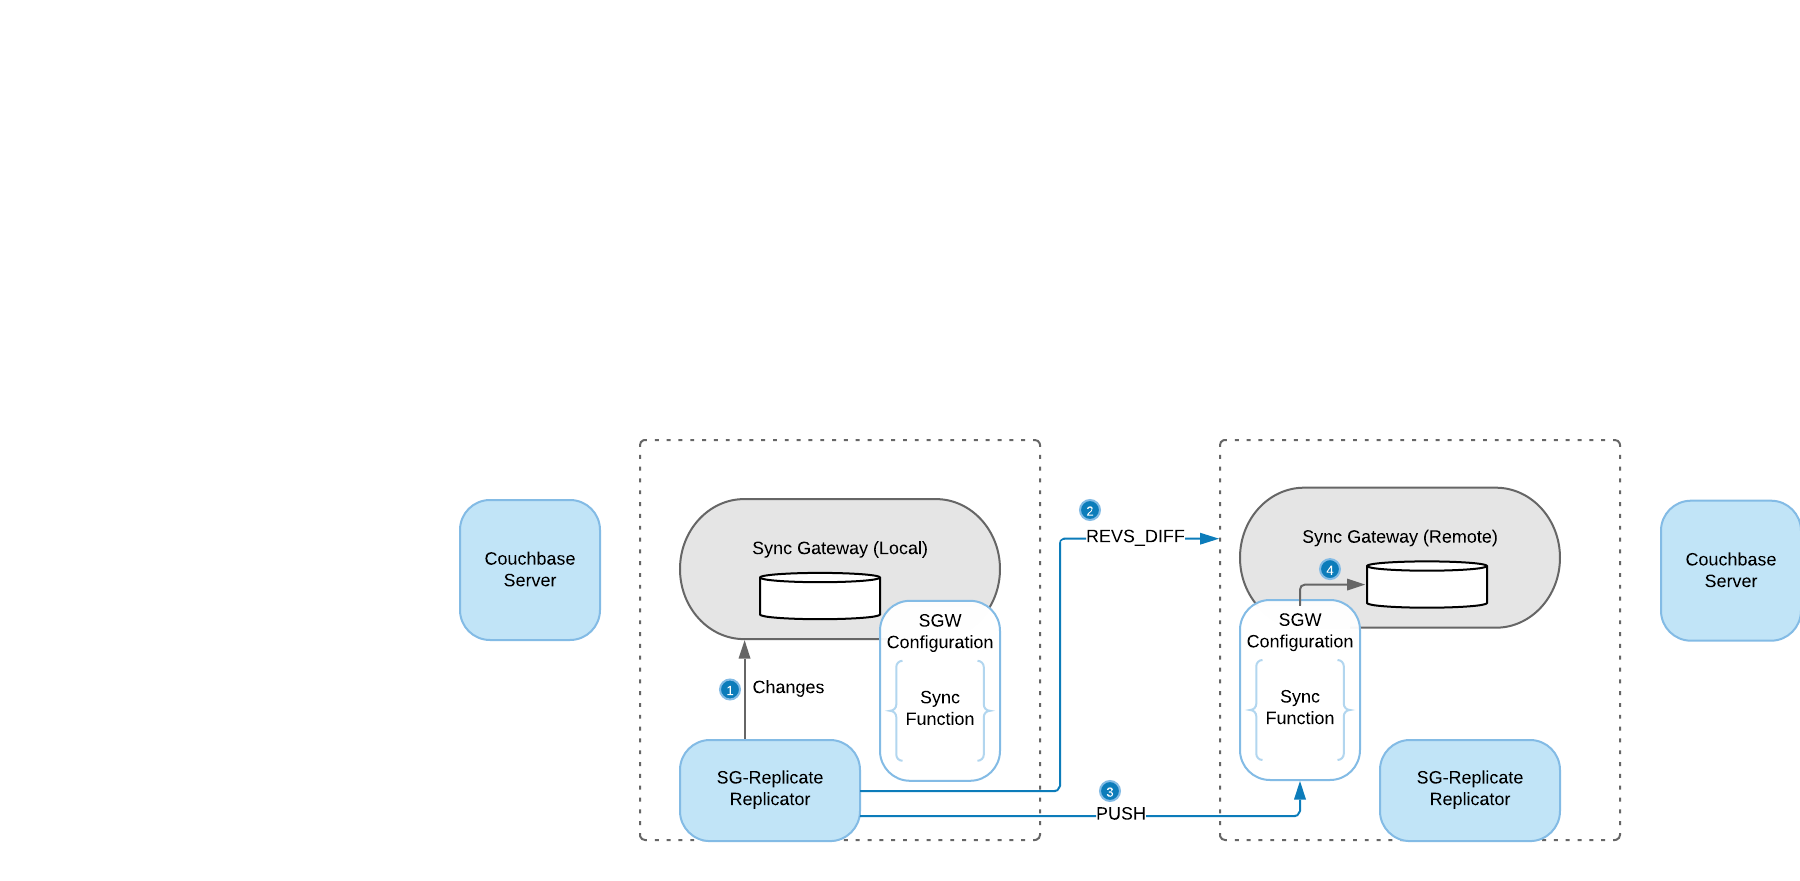 Couchbase
Server
Sync Gateway (Local)
SGW
Configuration
Sync
Function
1
Changes
SG-Replicate
Replicator
2
REVS_DIFF
3
PUSH
Sync Gateway (Remote)
4
SGW
Configuration
Sync
Function
SG-Replicate
Replicator
Couchbase
Server